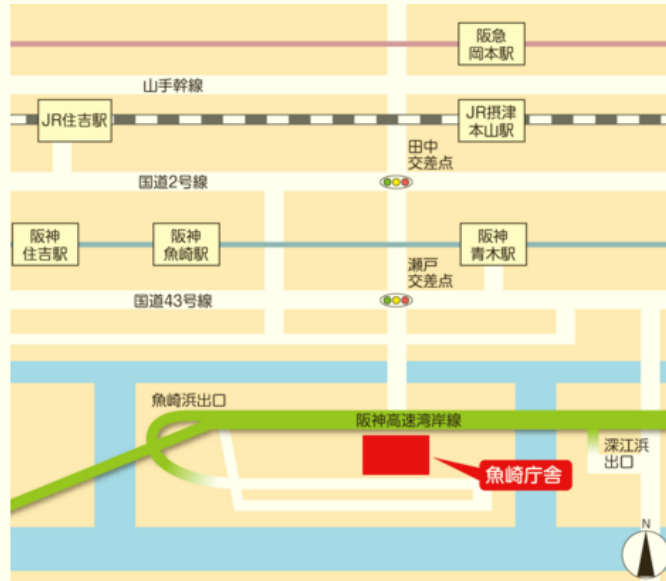 阪急
岡本駅
山手幹線
JR住吉駅
JR摂津
本山駅
田中
交差点
国道2号線
阪神
住吉駅
阪神
魚崎駅
阪神
青木駅
瀬戸
交差点
国道43号線
魚崎浜出口
阪神高速湾岸線
深江浜
出口
魚崎庁舎
N